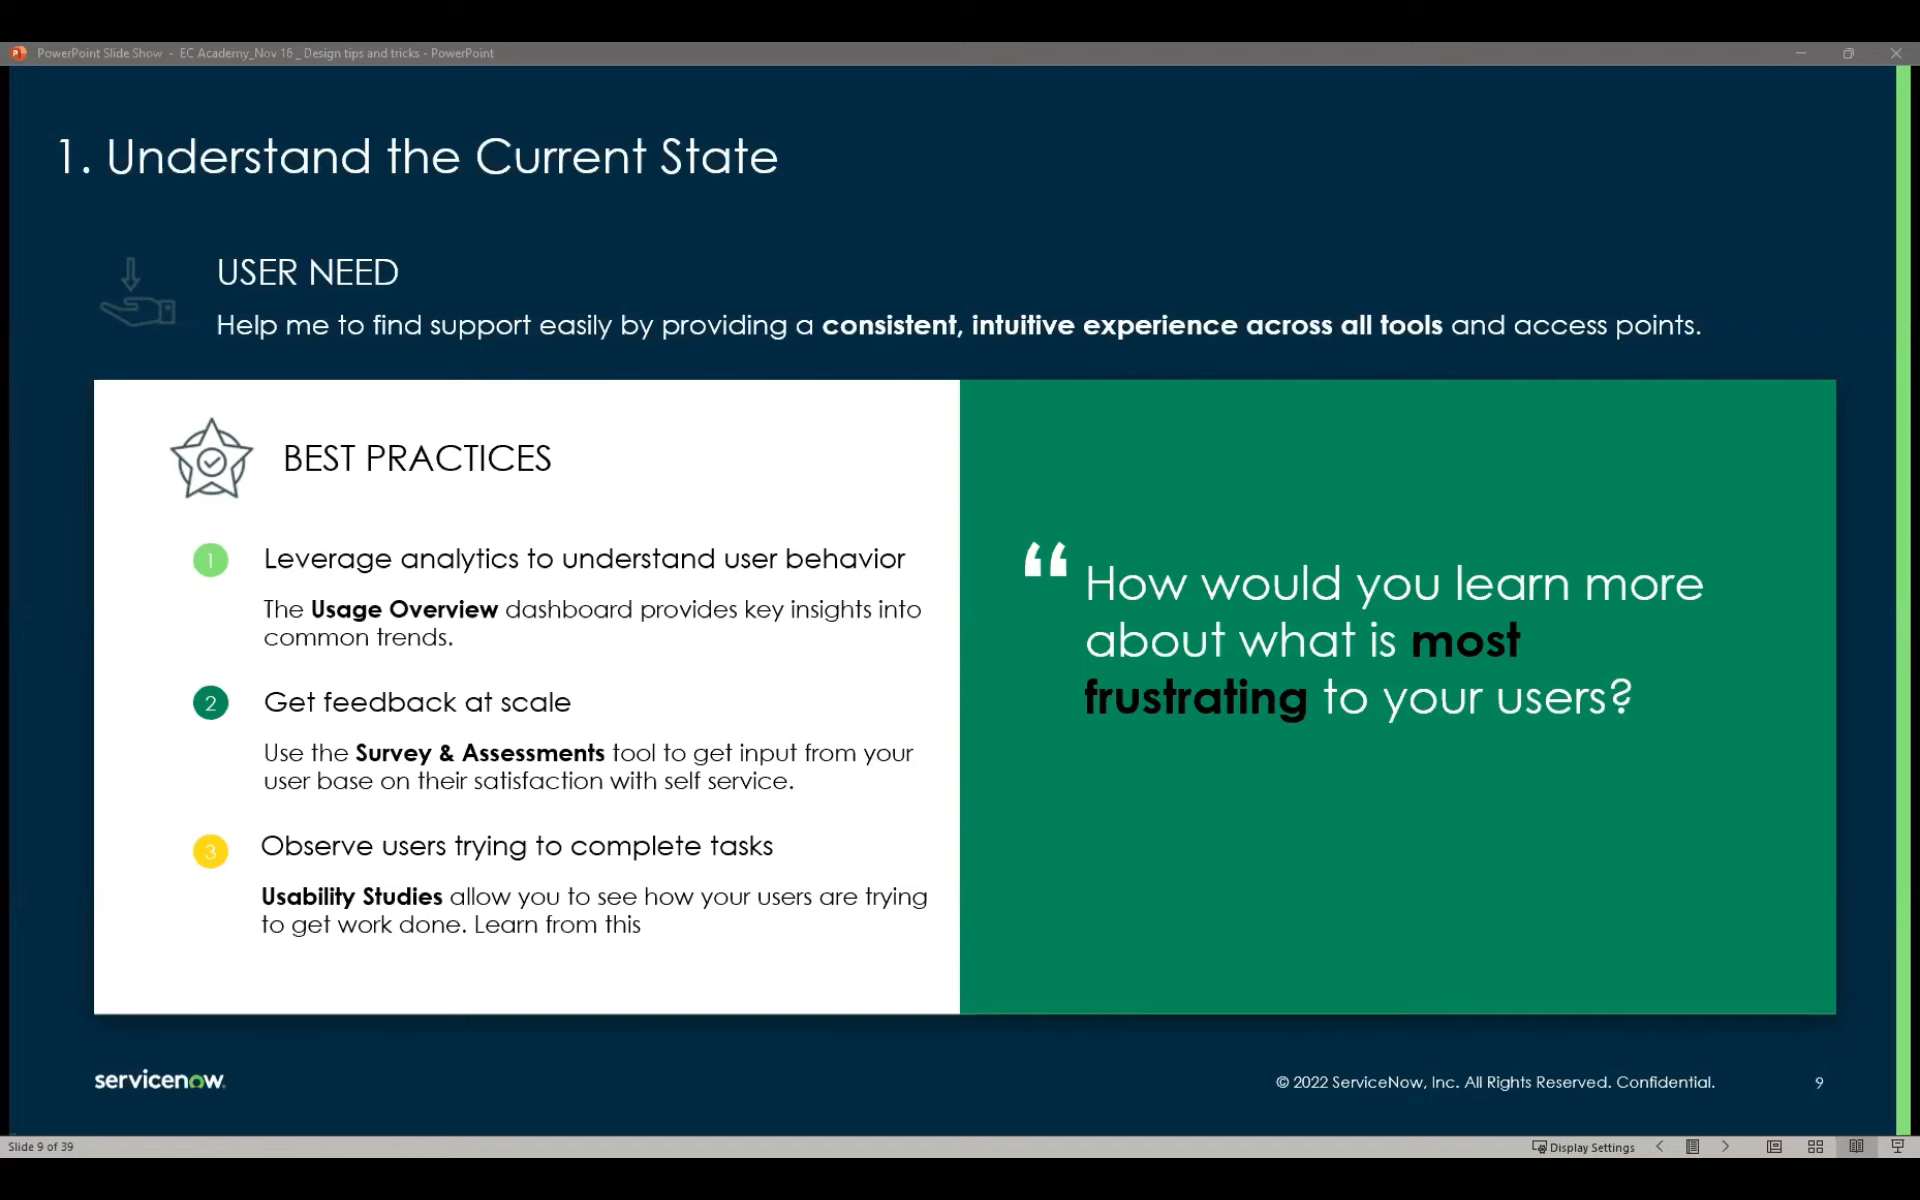 PowerPoint Slide Show - EC Academy_Nov 16 _ Design tips and tricks - PowerPoint
1. Understand the Current State
USER NEED
Help me to find support easily by providing a consistent, intuitive experience across all tools and access points.
BEST PRACTICES
1 Leverage analytics to understand user behavior
The Usage Overview dashboard provides key insights into
common trends.
2 Get feedback at scale
Use the Survey & Assessments tool to get input from your
user base on their satisfaction with self service.
3 Observe users trying to complete tasks
Usability Studies allow you to see how your users are trying
to get work done. Learn from this
“ How would you learn more
about what is most
frustrating to your users?
servicenow.
© 2022 ServiceNow, Inc. All Rights Reserved. Confidential.
9
Slide 9 of 39
Display Settings